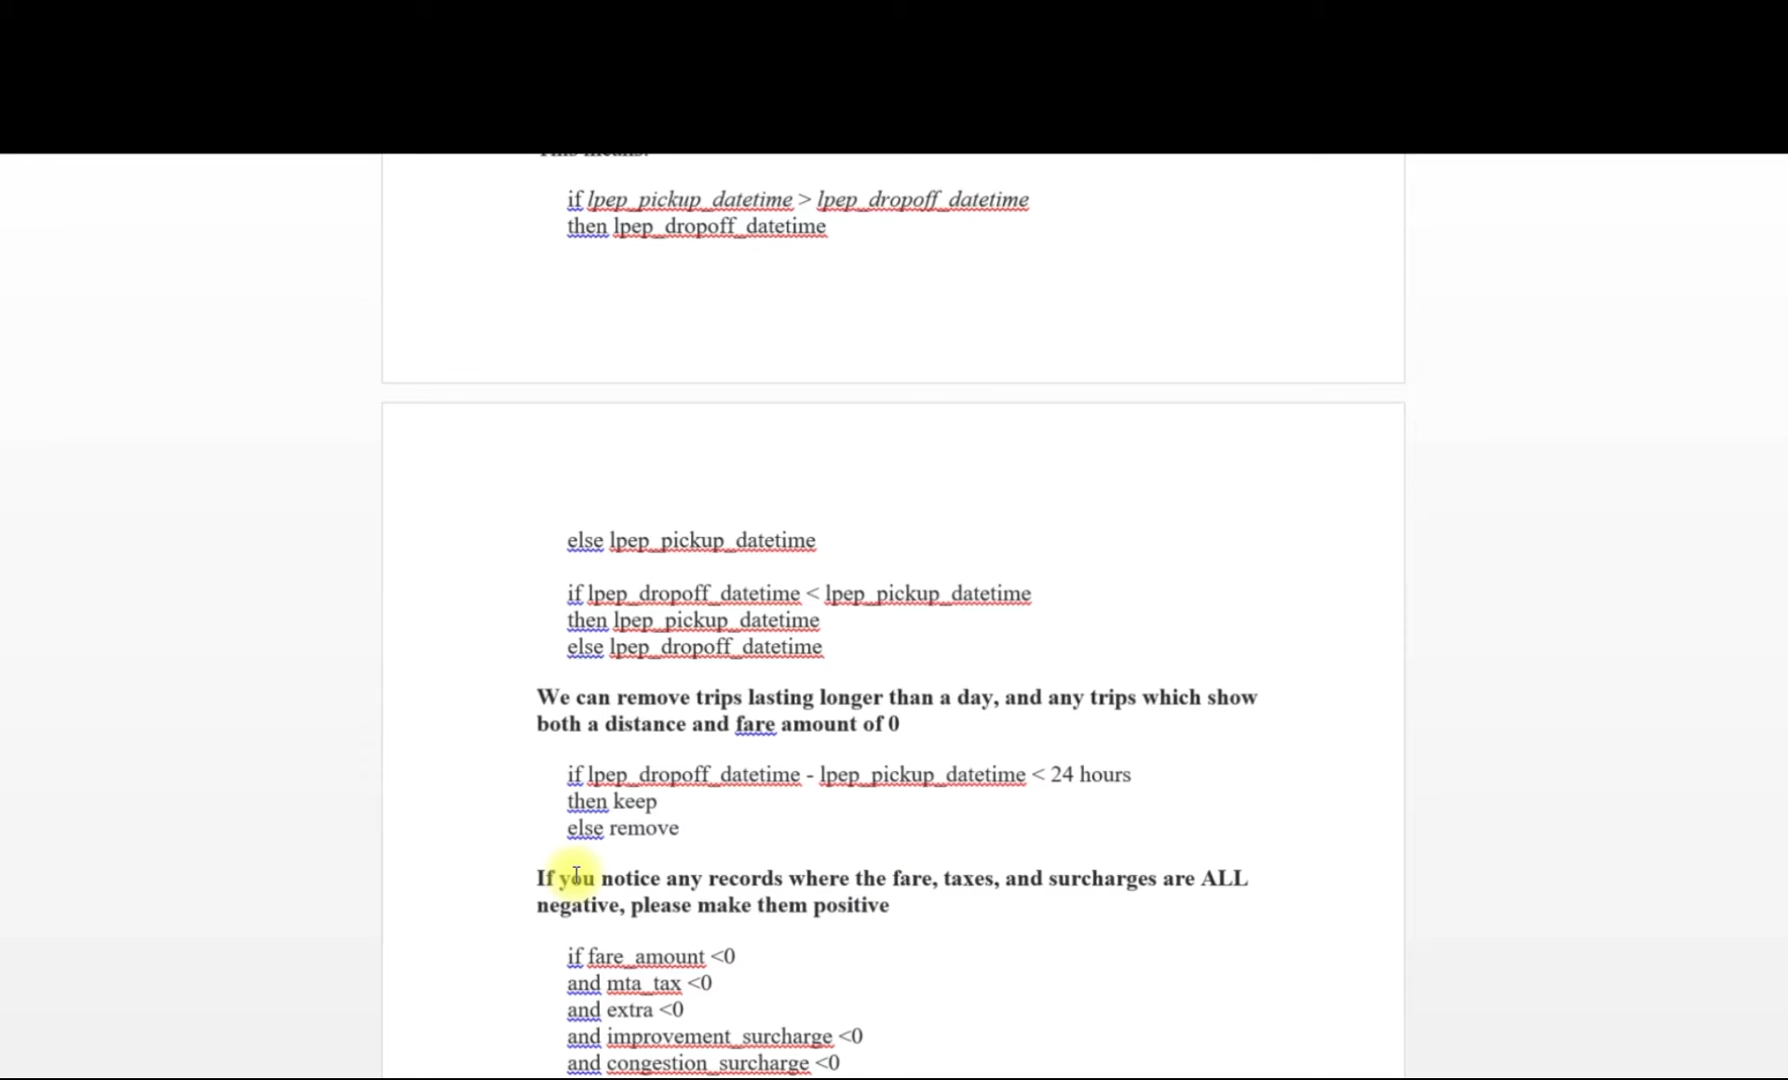 if lpep_pickup_datetime > lpep_dropoff_datetime
then lpep_dropoff_datetime
else lpep_pickup_datetime
if lpep_dropoff_datetime < lpep_pickup_datetime
then lpep_pickup_datetime
else lpep_dropoff_datetime
We can remove trips lasting longer than a day, and any trips which show
both a distance and fare amount of 0
if lpep_dropoff_datetime - lpep_pickup_datetime < 24 hours
then keep
else remove
If you notice any records where the fare, taxes, and surcharges are ALL
negative, please make them positive
if fare_amount <0
and mta_tax <0
and extra <0
and improvement_surcharge <0
and congestion_surcharge <0